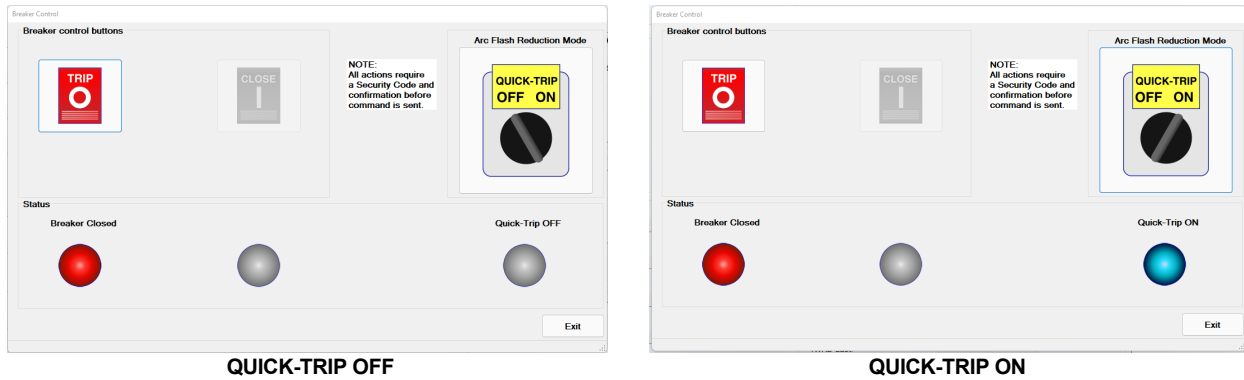 Breaker Control
Breaker control buttons
TRIP
CLOSE
NOTE:
All actions require
a Security Code and
confirmation before
command is sent.
Arc Flash Reduction Mode
QUICK-TRIP
OFF ON
Status
Breaker Closed
Quick-Trip OFF
Exit
QUICK-TRIP OFF
Breaker Control
Breaker control buttons
TRIP
CLOSE
NOTE:
All actions require
a Security Code and
confirmation before
command is sent.
Arc Flash Reduction Mode
QUICK-TRIP
OFF ON
Status
Breaker Closed
Quick-Trip ON
Exit
QUICK-TRIP ON